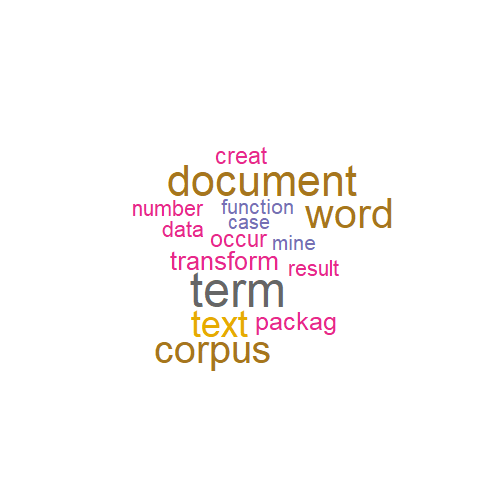 creat
document
number
function
word
data
case
occur
mine
transform
result
term
text
packag
corpus